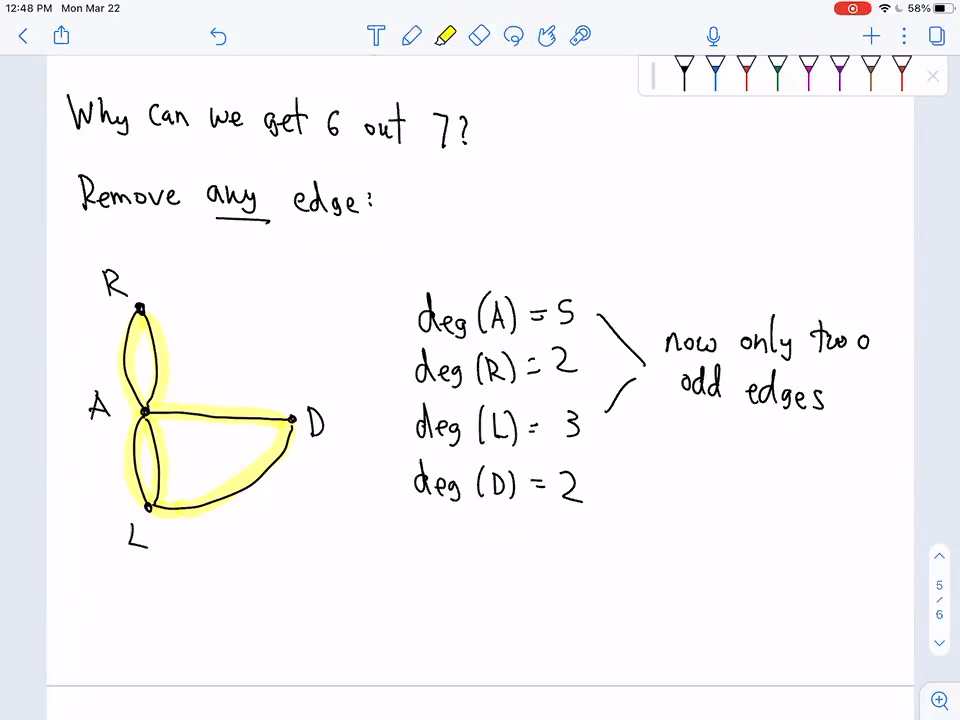 12:48 PM Mon Mar 22
58%
T
Why can we get 6 out 7?
Remove any edge:
R
A
D
L
deg(A) = 5
deg(R) = 2
deg(L) = 3
deg(D) = 2
now only two
odd edges
5
/
6